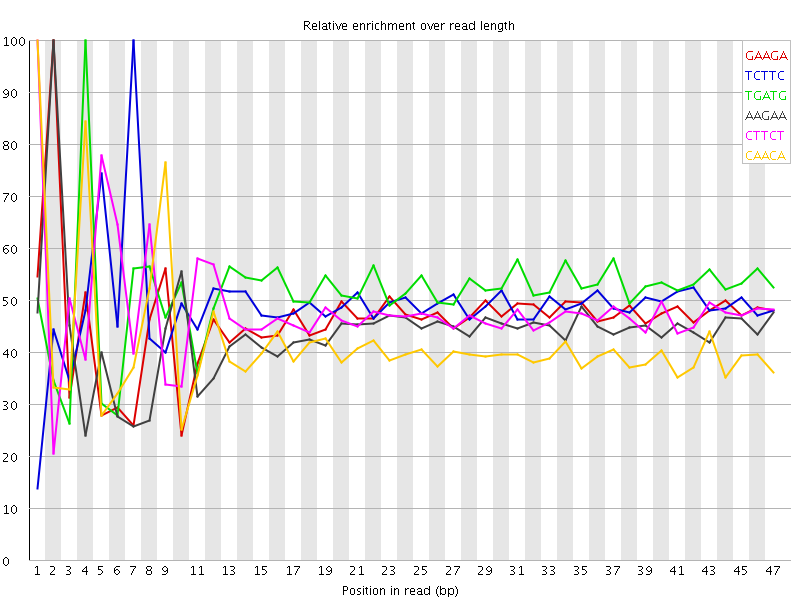 Relative enrichment over read length
100
90
80
70
60
50
40
30
20
10
0
GAAGA
TCTTC
TGATG
AAGAA
CTTCT
CAACA
1 2 3 4 5 6 7 8 9 11 13 15 17 19 21 23 25 27 29 31 33 35 37 39 41 43 45 47
Position in read (bp)